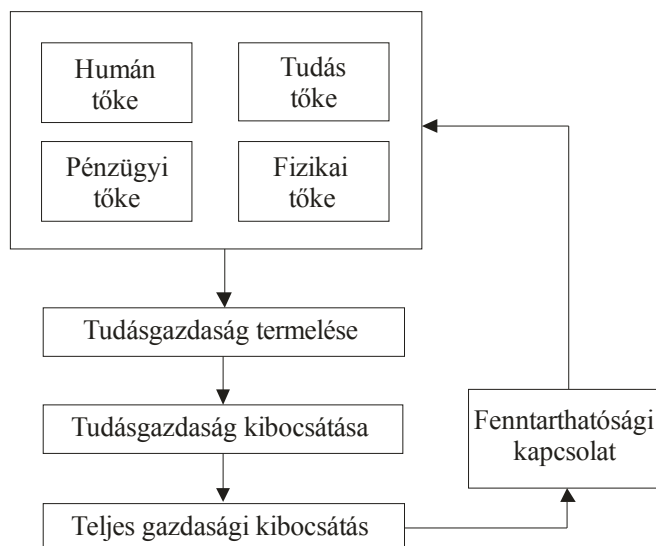 Humán
tőke
Tudás
tőke
Pénzügyi
tőke
Fizikai
tőke
Tudásgazdaság termelése
Tudásgazdaság kibocsátása
Teljes gazdasági kibocsátás
Fenntarthatósági
kapcsolat